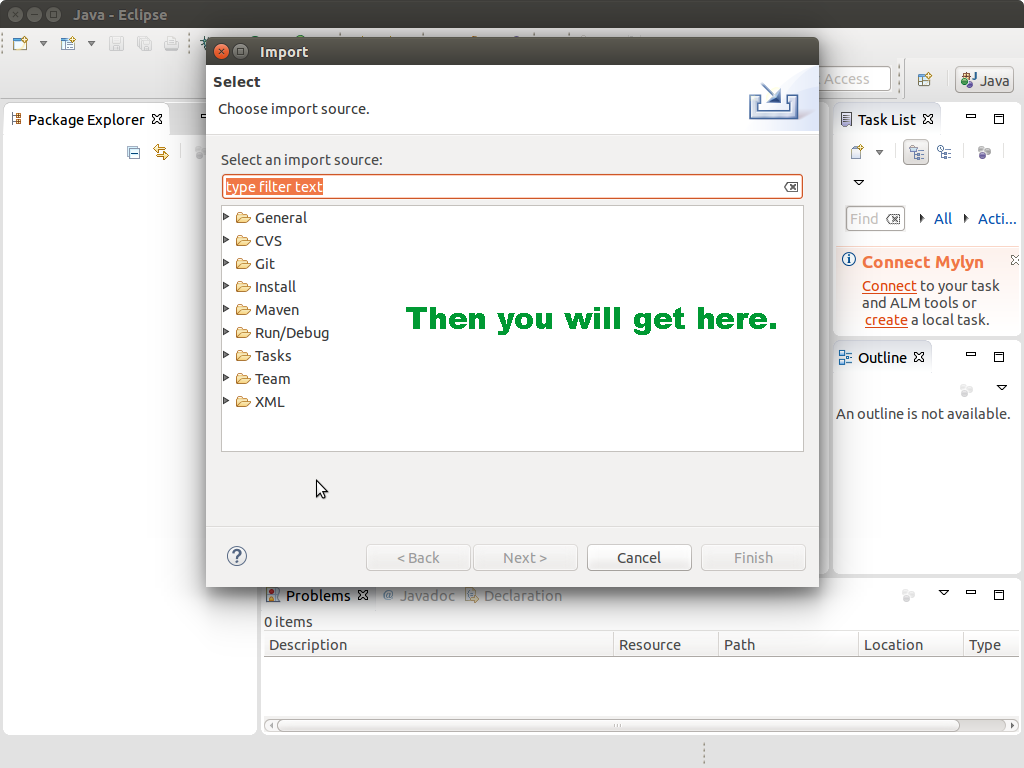 Java - Eclipse
Import
Select
Choose import source.
Access
Java
Package Explorer
Select an import source:
type filter text
General
CVS
Git
Install
Maven
Run/Debug
Tasks
Team
XML
Then you will get here.
< Back
Next >
Cancel
Finish
Task List
Find
All
Acti...
Connect Mylyn
Connect to your task
and ALM tools or
create a local task.
Outline
An outline is not available.
Problems
@ Javadoc
Declaration
0 items
Description
Resource
Path
Location
Type